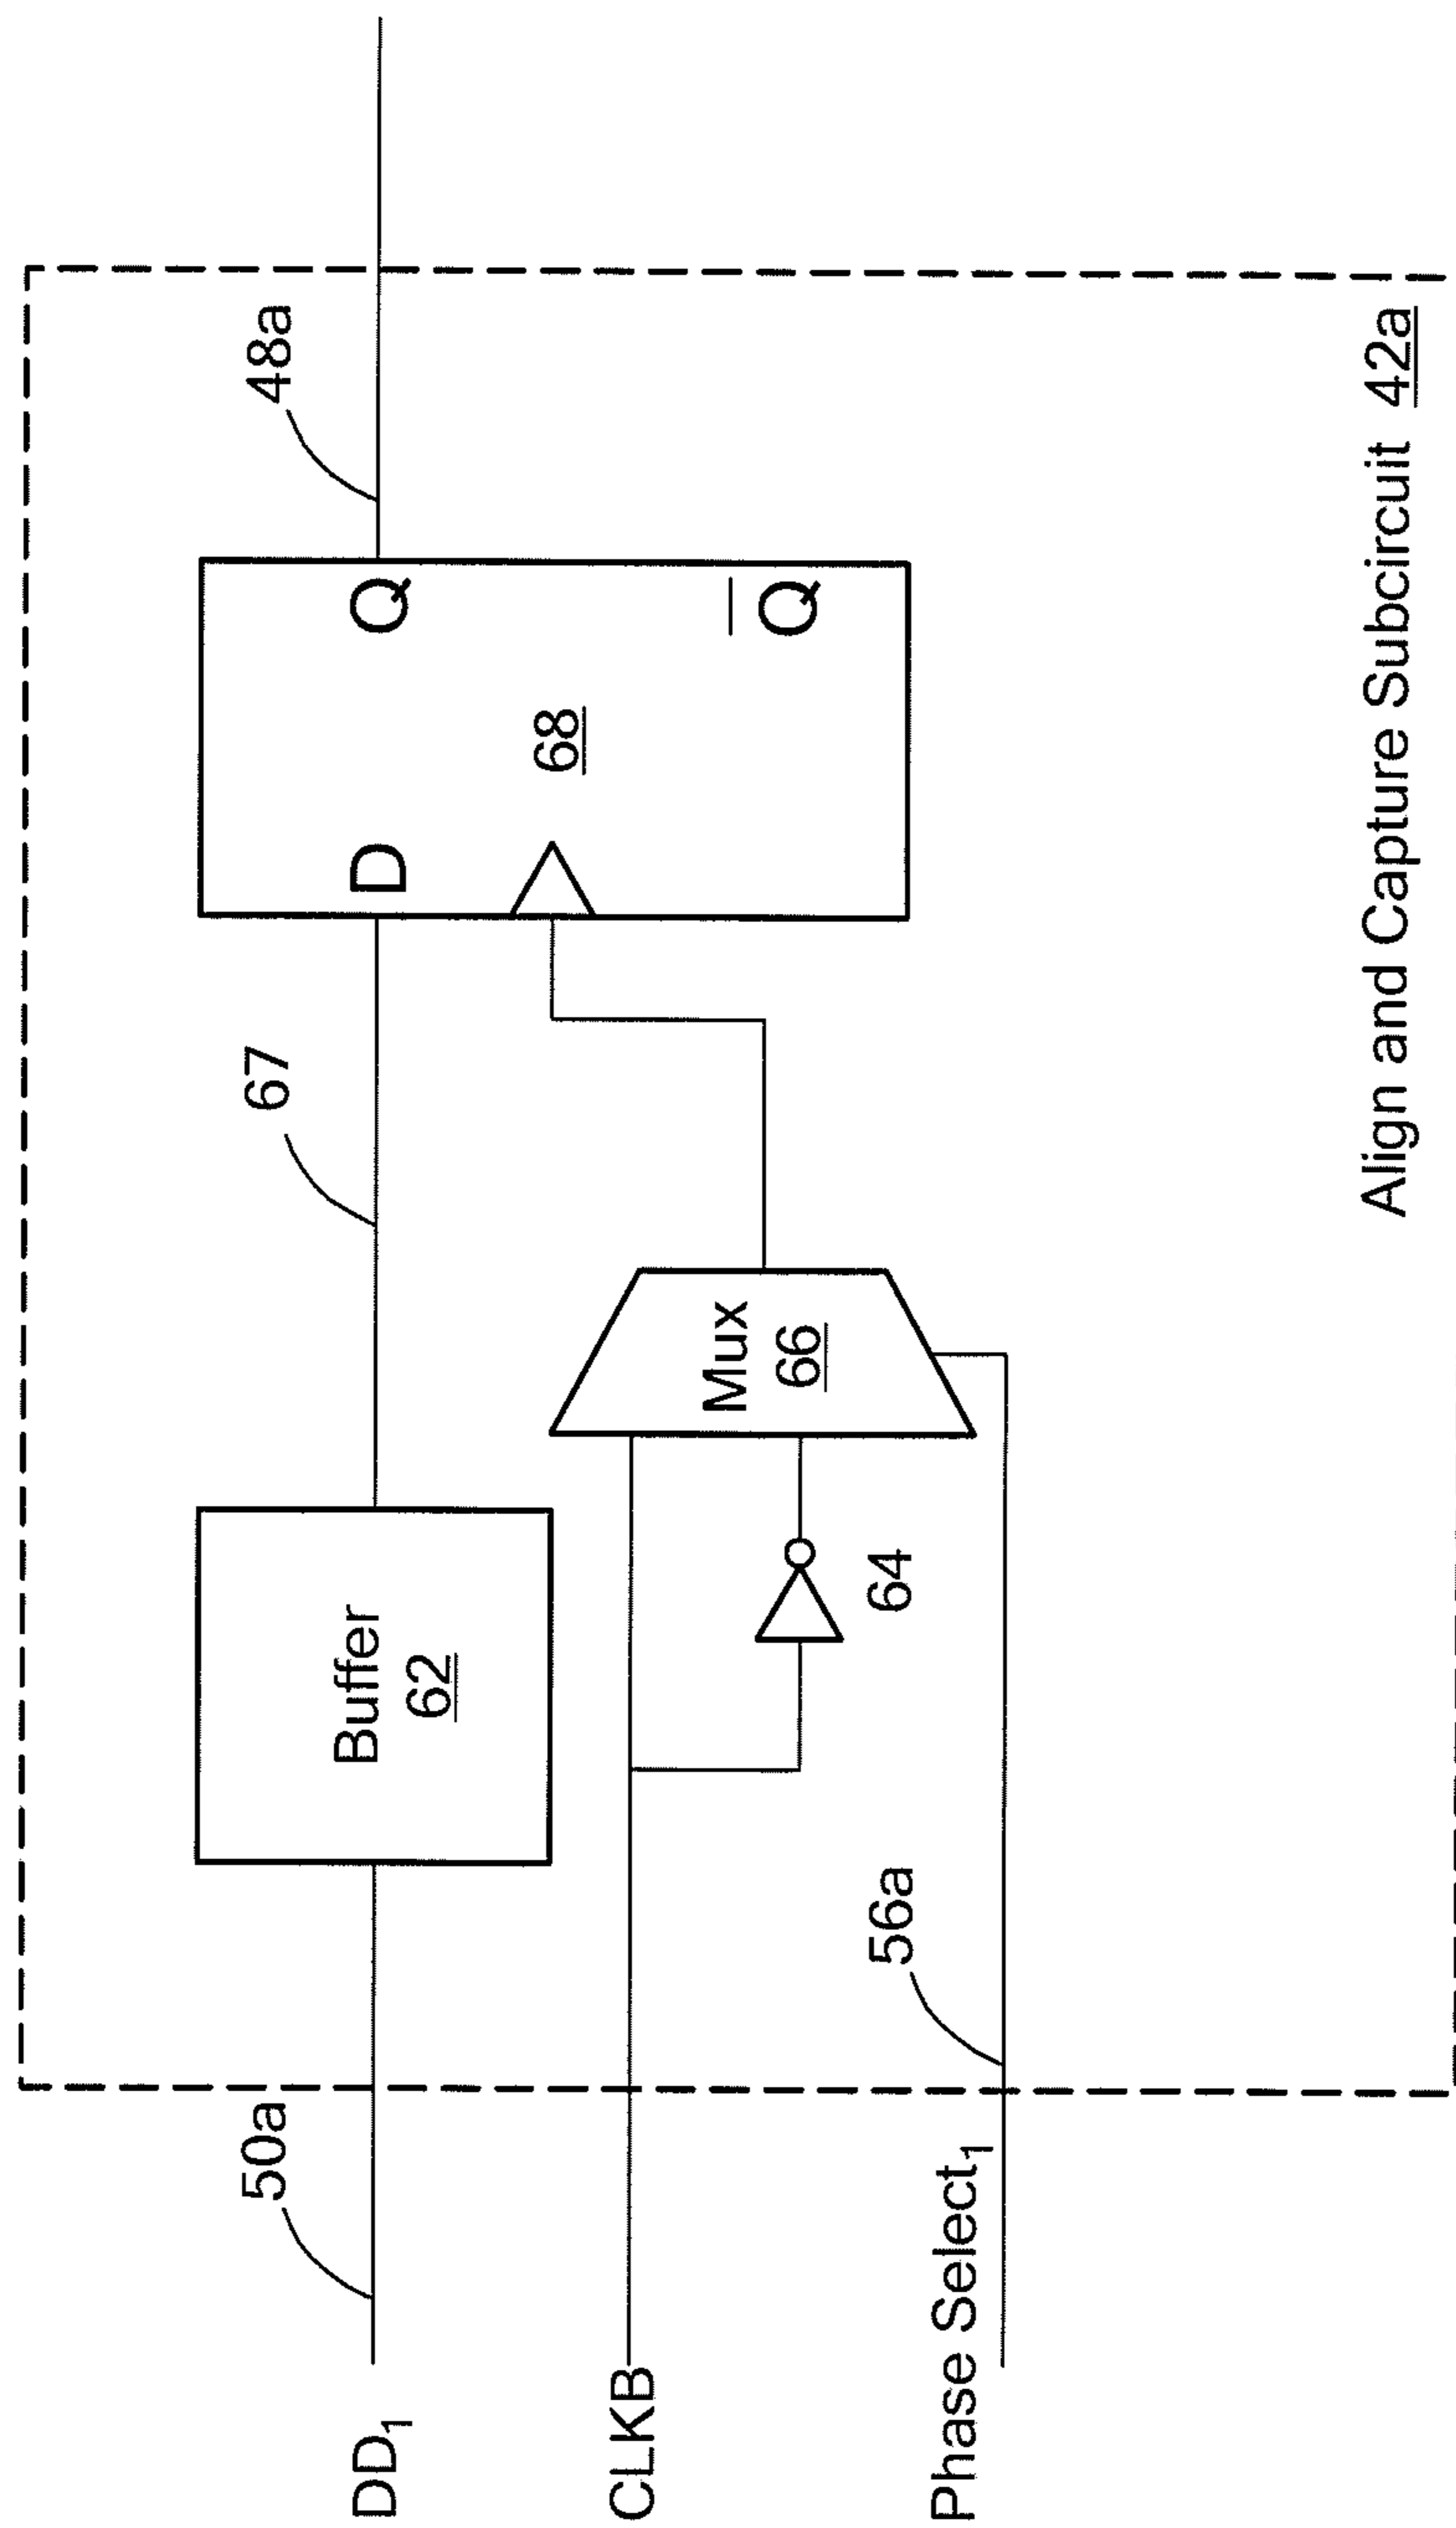 50a
67
48a
DD₁
Buffer
62
D
Q
68
Q̅
CLKB
Mux
66
64
56a
Phase Select₁
Align and Capture Subcircuit 42a